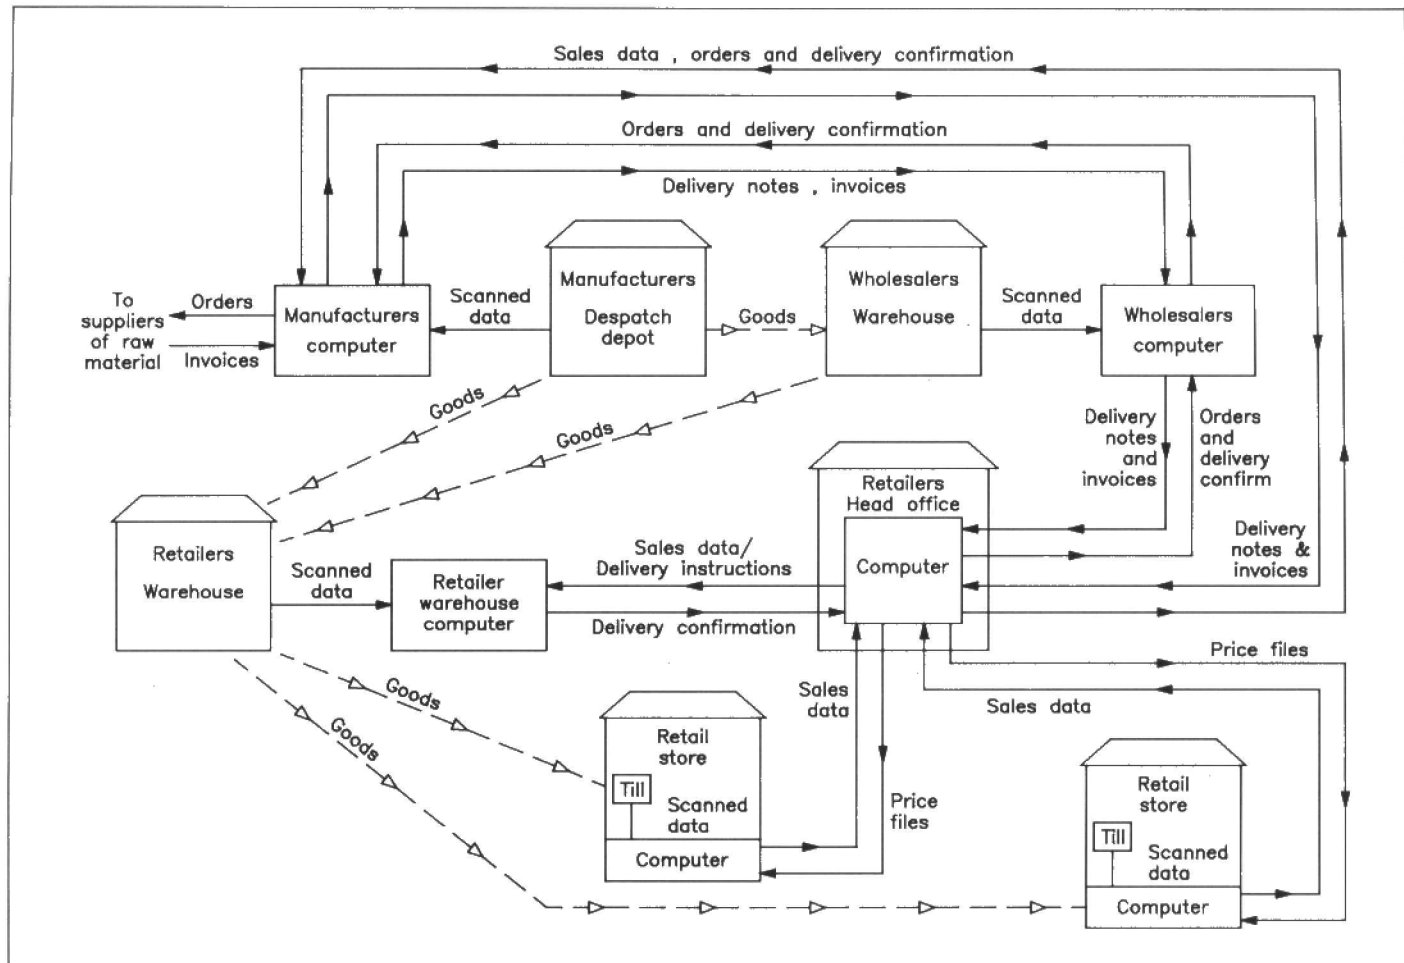 Sales data , orders and delivery confirmation
Orders and delivery confirmation
Delivery notes , invoices
To
suppliers
of raw
material
Orders
Invoices
Manufacturers
computer
Scanned
data
Manufacturers
Despatch
depot
Goods
Wholesalers
Warehouse
Scanned
data
Wholesalers
computer
Goods
Goods
Delivery
notes
and
invoices
Orders
and
delivery
confirm
Retailers
Head office
Computer
Delivery
notes &
invoices
Retailers
Warehouse
Scanned
data
Retailer
warehouse
computer
Sales data/
Delivery instructions
Delivery confirmation
Goods
Goods
Sales
data
Price
files
Sales data
Price files
Retail
store
Till
Scanned
data
Computer
Retail
store
Till
Scanned
data
Computer